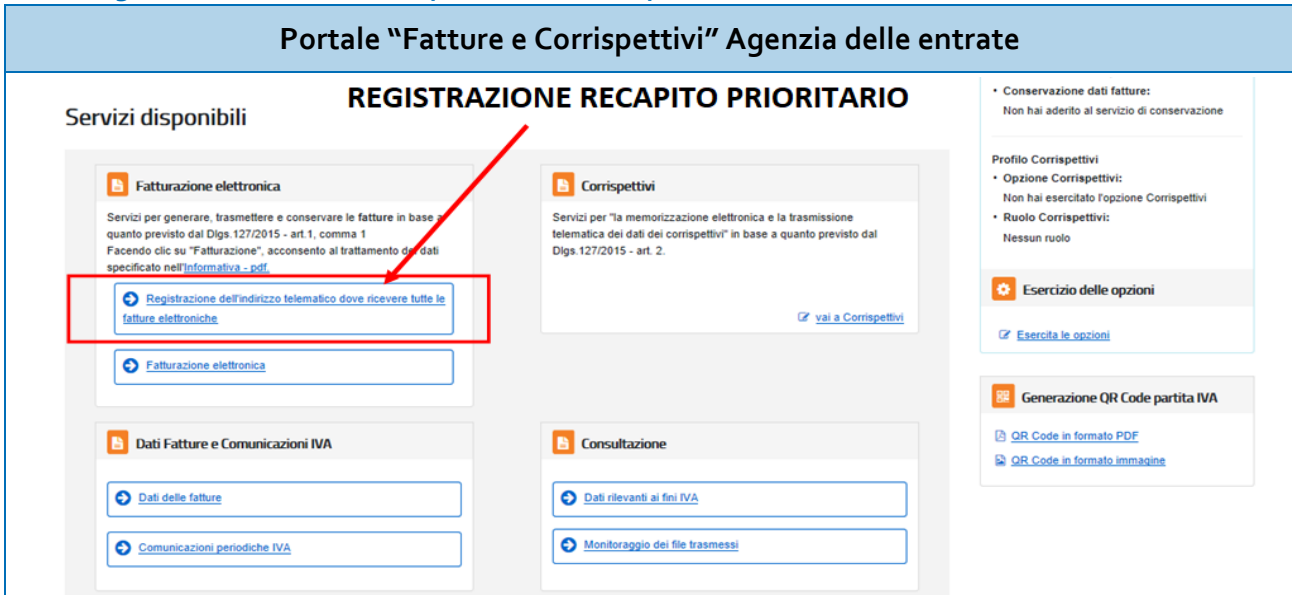 Portale “Fatture e Corrispettivi” Agenzia delle entrate
REGISTRAZIONE RECAPITO PRIORITARIO
Servizi disponibili
Fatturazione elettronica
Servizi per generare, trasmettere e conservare le fatture in base a
quanto previsto dal Dlgs.127/2015 - art.1, comma 1
Facendo clic su "Fatturazione", acconsento al trattamento dei dati
specificato nell'Informativa - pdf.
Registrazione dell'indirizzo telematico dove ricevere tutte le
fatture elettroniche
Fatturazione elettronica
Corrispettivi
Servizi per "la memorizzazione elettronica e la trasmissione
telematica dei dati dei corrispettivi" in base a quanto previsto dal
Dlgs.127/2015 - art. 2.
vai a Corrispettivi
Dati Fatture e Comunicazioni IVA
Dati delle fatture
Comunicazioni periodiche IVA
Consultazione
Dati rilevanti ai fini IVA
Monitoraggio dei file trasmessi
• Conservazione dati fatture:
Non hai aderito al servizio di conservazione
Profilo Corrispettivi
• Opzione Corrispettivi:
Non hai esercitato l'opzione Corrispettivi
• Ruolo Corrispettivi:
Nessun ruolo
Esercizio delle opzioni
Esercita le opzioni
Generazione QR Code partita IVA
QR Code in formato PDF
QR Code in formato immagine